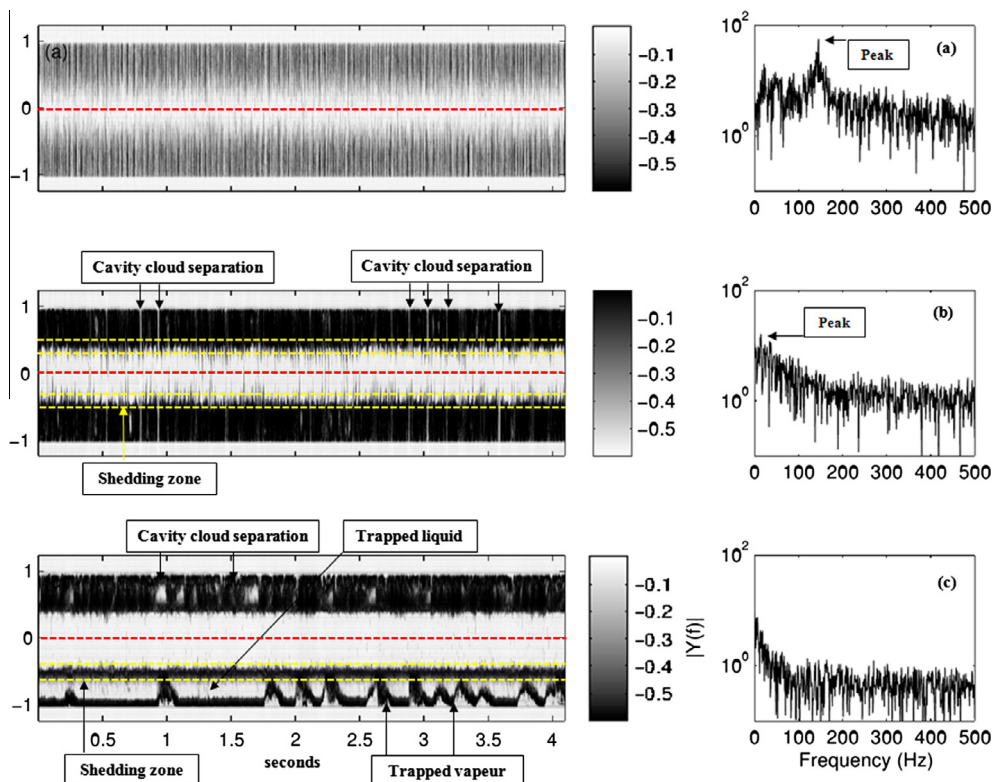 1
(a)
0
−1
−0.1
−0.2
−0.3
−0.4
−0.5
10²
10⁰
Peak
(a)
0 100 200 300 400 500
Cavity cloud separation
Cavity cloud separation
1
0
−1
Shedding zone
−0.1
−0.2
−0.3
−0.4
−0.5
10²
10⁰
Peak
(b)
0 100 200 300 400 500
Cavity cloud separation
Trapped liquid
1
0
−1
0.5 1 1.5 2 2.5 3 3.5 4
Shedding zone
seconds
Trapped vapeur
−0.1
−0.2
−0.3
−0.4
−0.5
|Y(f)|
10²
10⁰
(c)
0 100 200 300 400 500
Frequency (Hz)